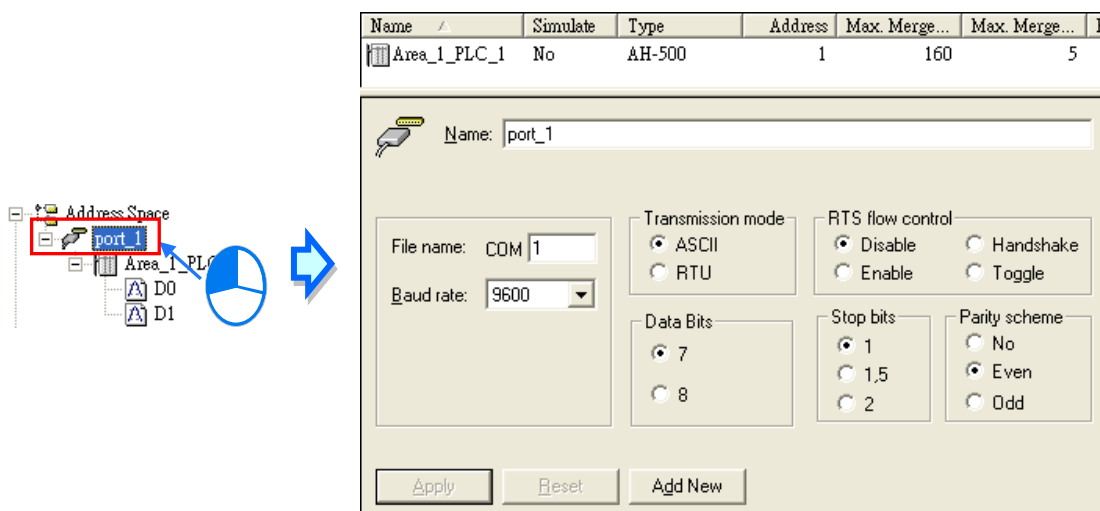 Name Simulate Type Address Max. Merge... Max. Merge...
Area_1_PLC_1 No AH-500 1 160 5
Name: port_1
Address Space
port_1
Area_1_PLC
D0
D1
File name: COM 1
Baud rate: 9600
Transmission mode
ASCII
RTU
RTS flow control
Disable Handshake
Enable Toggle
Data Bits
7
8
Stop bits
1
1,5
2
Parity scheme
No
Even
Odd
Apply Reset Add New